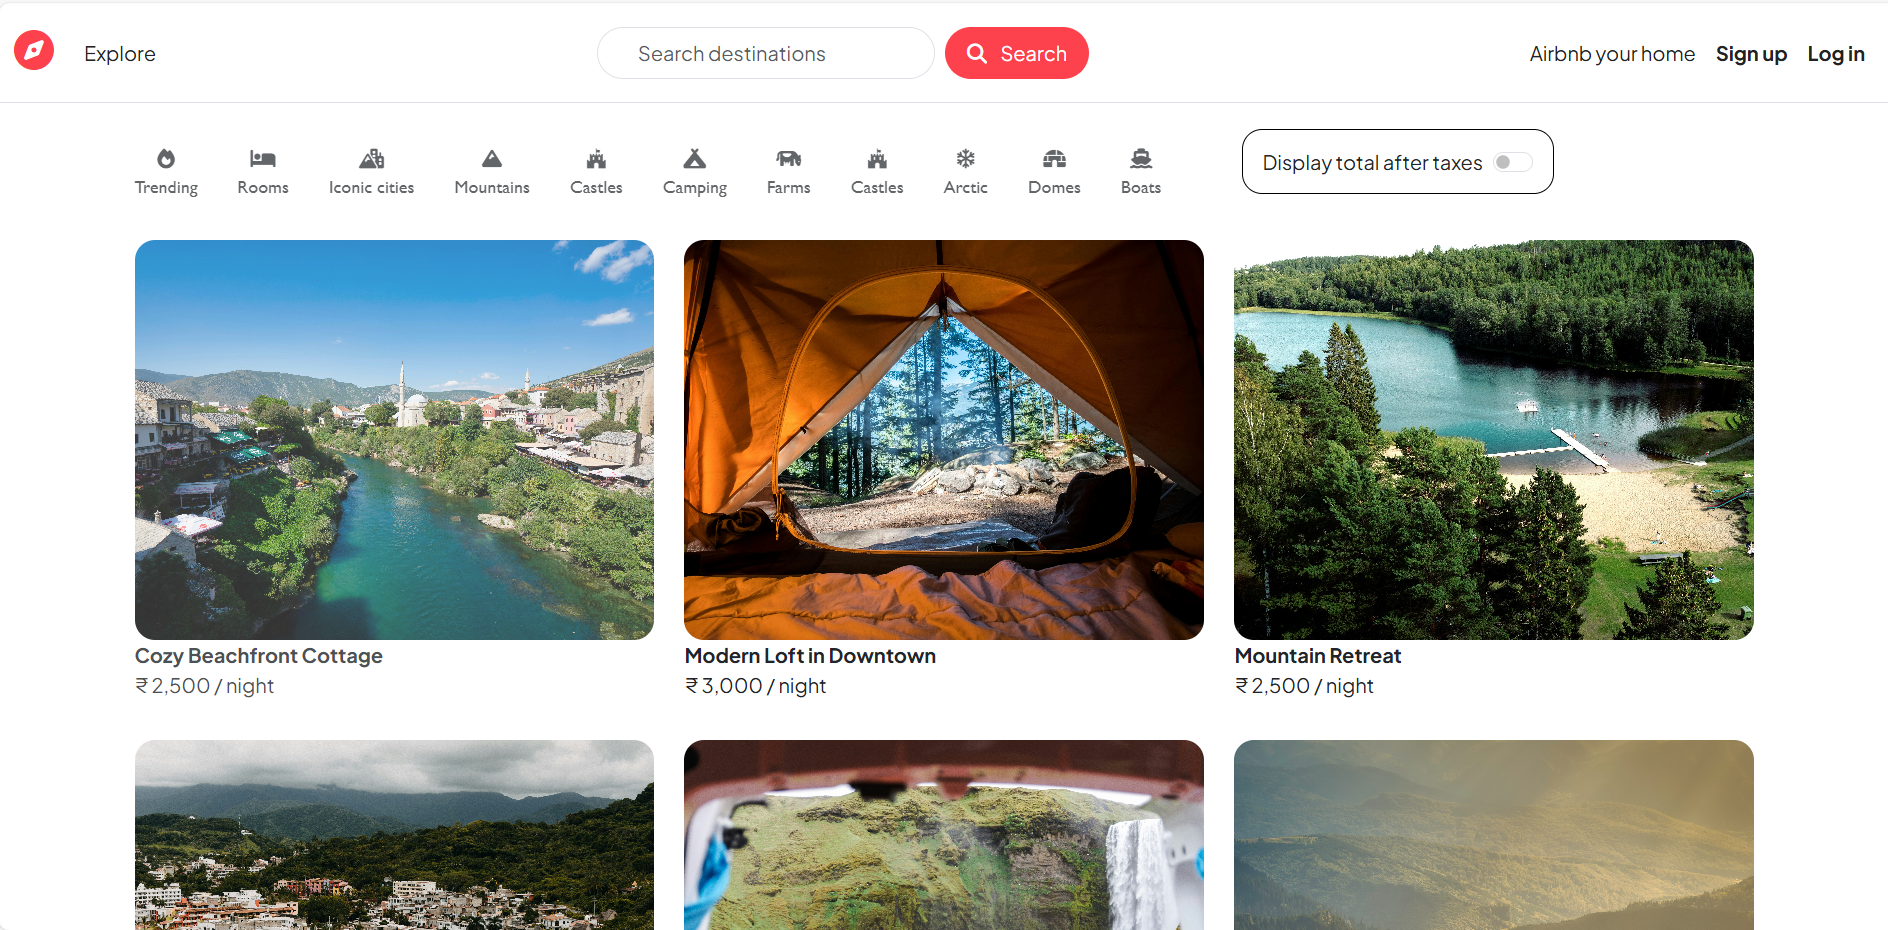 Explore
Search destinations
Search
Airbnb your home
Sign up
Log in
Trending
Rooms
Iconic cities
Mountains
Castles
Camping
Farms
Castles
Arctic
Domes
Boats
Display total after taxes
Cozy Beachfront Cottage
₹ 2,500 / night
Modern Loft in Downtown
₹ 3,000 / night
Mountain Retreat
₹ 2,500 / night